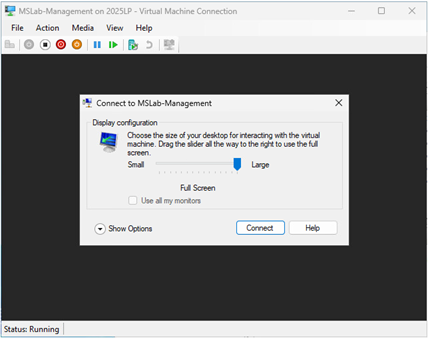 MSLab-Management on 2025LP - Virtual Machine Connection
File Action Media View Help
Connect to MSLab-Management
Display configuration
Choose the size of your desktop for interacting with the virtual
machine. Drag the slider all the way to the right to use the full
screen.
Small Large
Full Screen
Use all my monitors
Show Options Connect Help
Status: Running